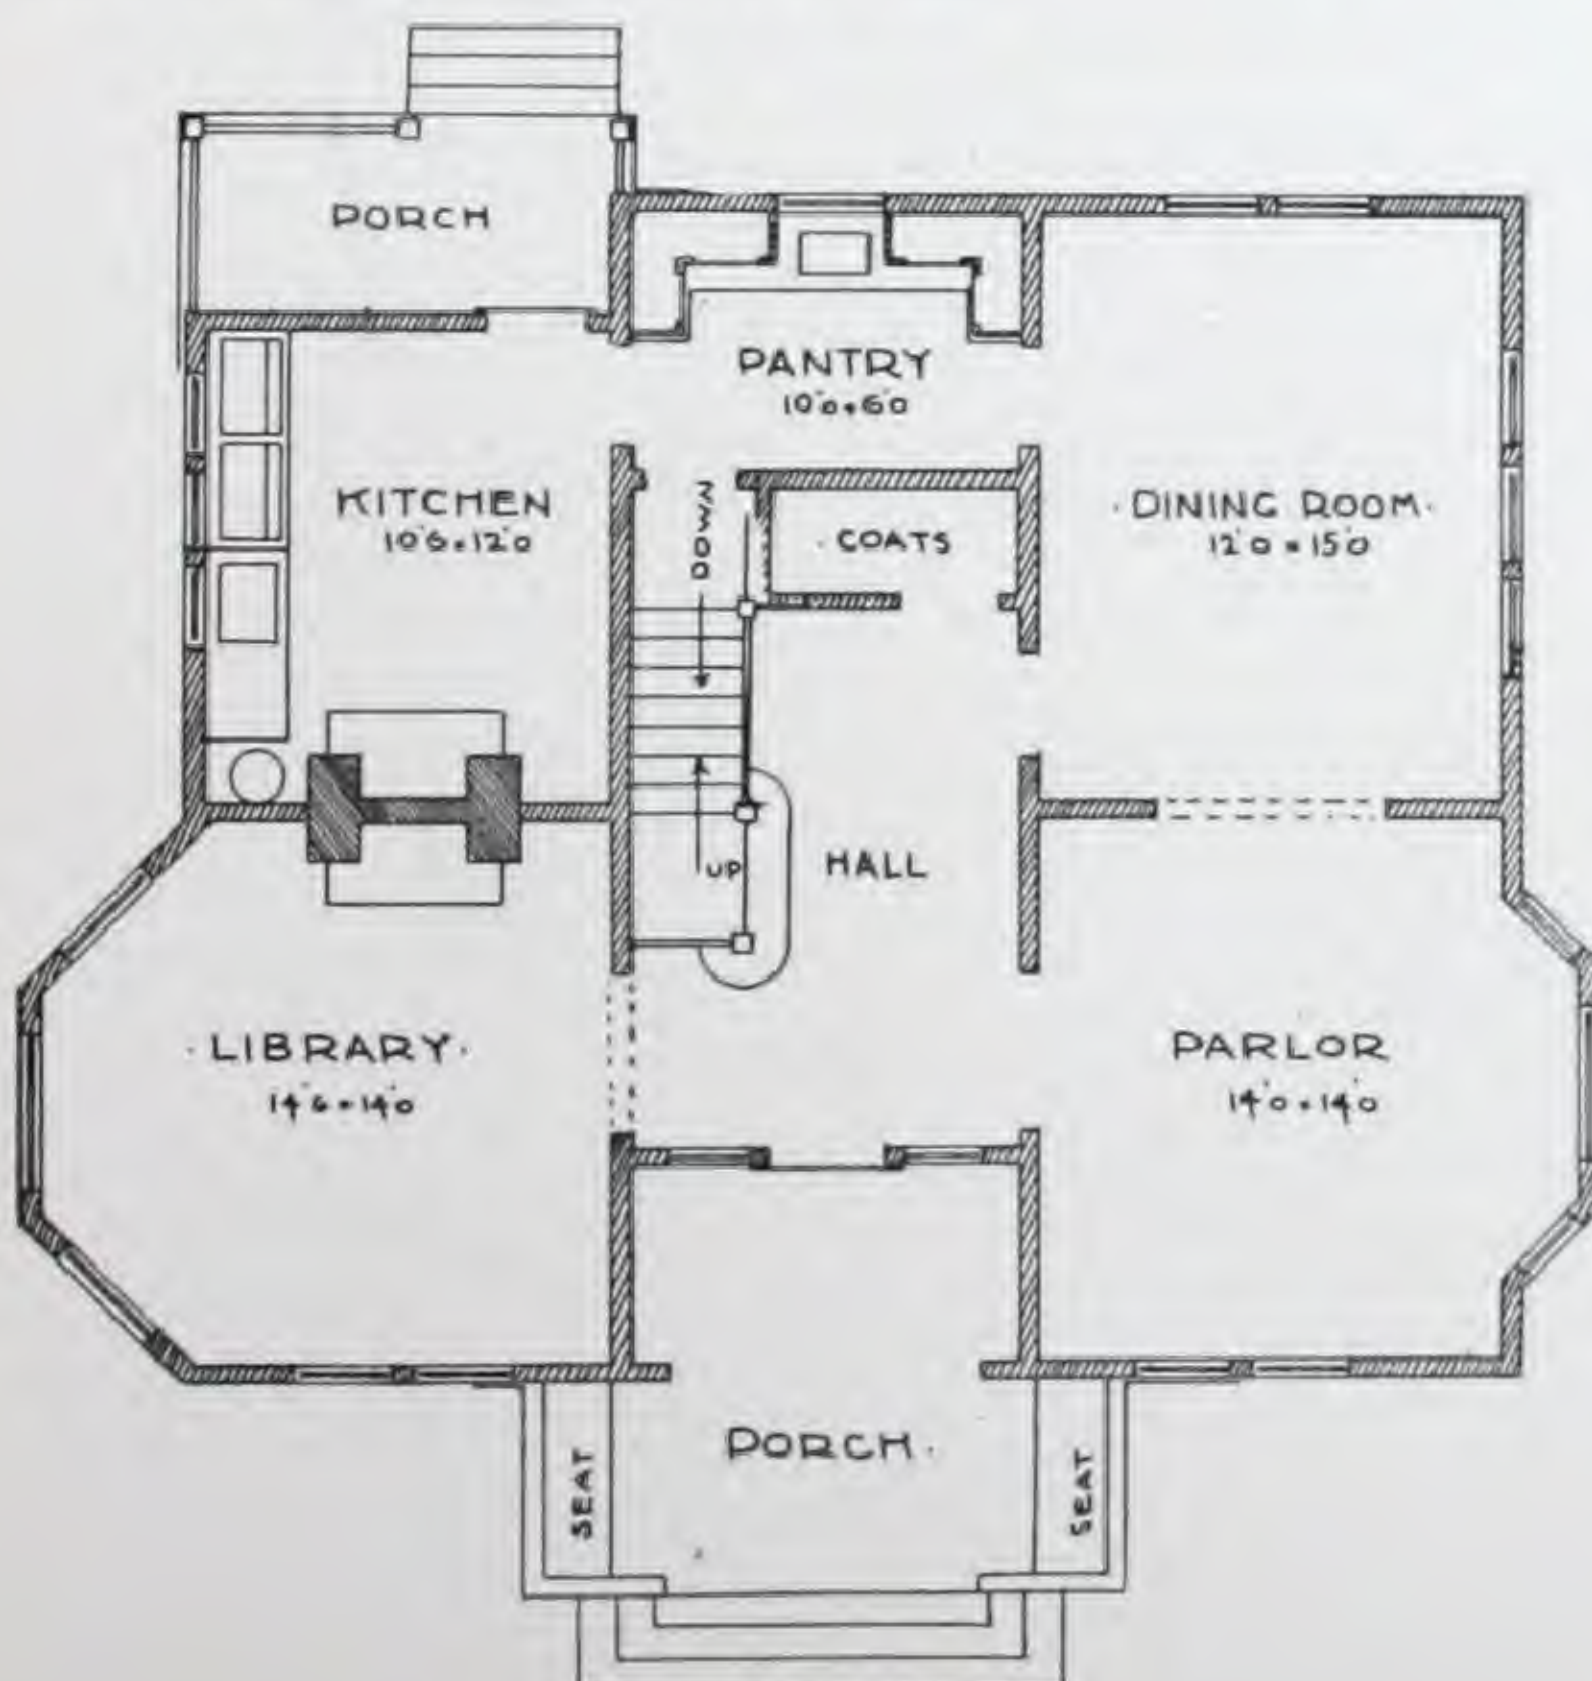 PORCH
PANTRY
10'0 × 6'0
KITCHEN
10'6 × 12'0
DOWN
COATS
DINING ROOM
12'0 × 15'0
UP
HALL
LIBRARY
14'6 × 14'0
PARLOR
14'0 × 14'0
PORCH
SEAT
SEAT